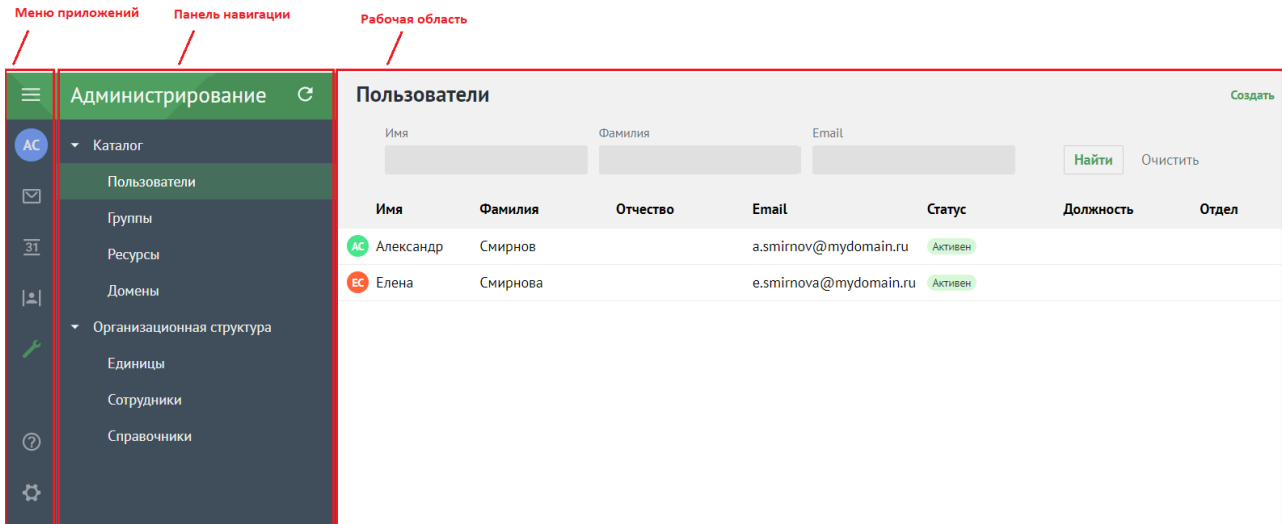 Меню приложений
Панель навигации
Рабочая область
Администрирование
АС
31
Каталог
Пользователи
Группы
Ресурсы
Домены
Организационная структура
Единицы
Сотрудники
Справочники
Пользователи
Создать
Имя Фамилия Email
Найти Очистить
Имя Фамилия Отчество Email Статус Должность Отдел
АС Александр Смирнов a.smirnov@mydomain.ru Активен
ЕС Елена Смирнова e.smirnova@mydomain.ru Активен